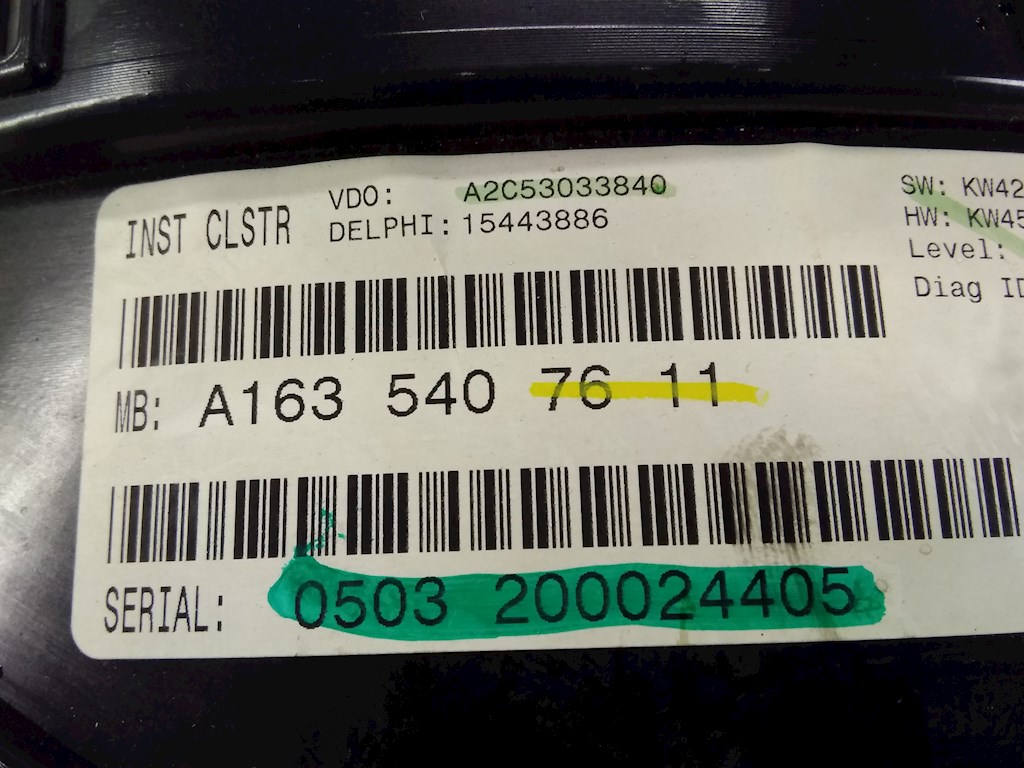 INST CLSTR
VDO: A2C53033840
DELPHI: 15443886
SW: KW42
HW: KW45
Level:
Diag ID
MB: A163 540 76 11
SERIAL: 0503 200024405